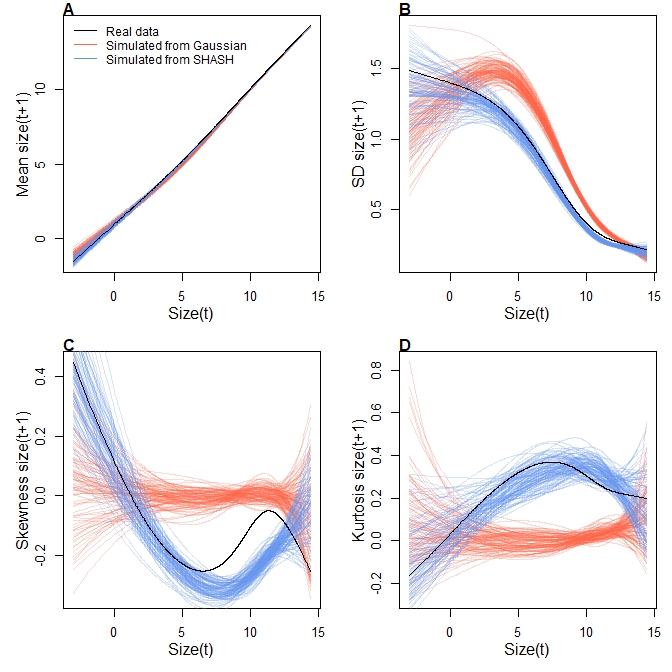 A
Real data
Simulated from Gaussian
Simulated from SHASH
Mean size(t+1)
0 5 10
0 5 10 15
Size(t)
B
SD size(t+1)
0.5 1.0 1.5
0 5 10 15
Size(t)
C
Skewness size(t+1)
-0.2 0.0 0.2 0.4
0 5 10 15
Size(t)
D
Kurtosis size(t+1)
-0.2 0.0 0.2 0.4 0.6 0.8
0 5 10 15
Size(t)